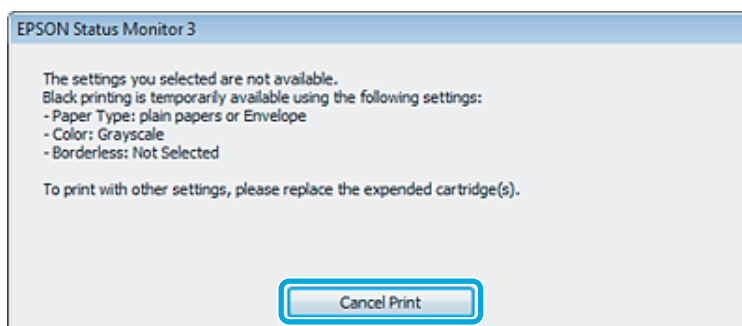 EPSON Status Monitor 3
The settings you selected are not available.
Black printing is temporarily available using the following settings:
- Paper Type: plain papers or Envelope
- Color: Grayscale
- Borderless: Not Selected
To print with other settings, please replace the expended cartridge(s).
Cancel Print